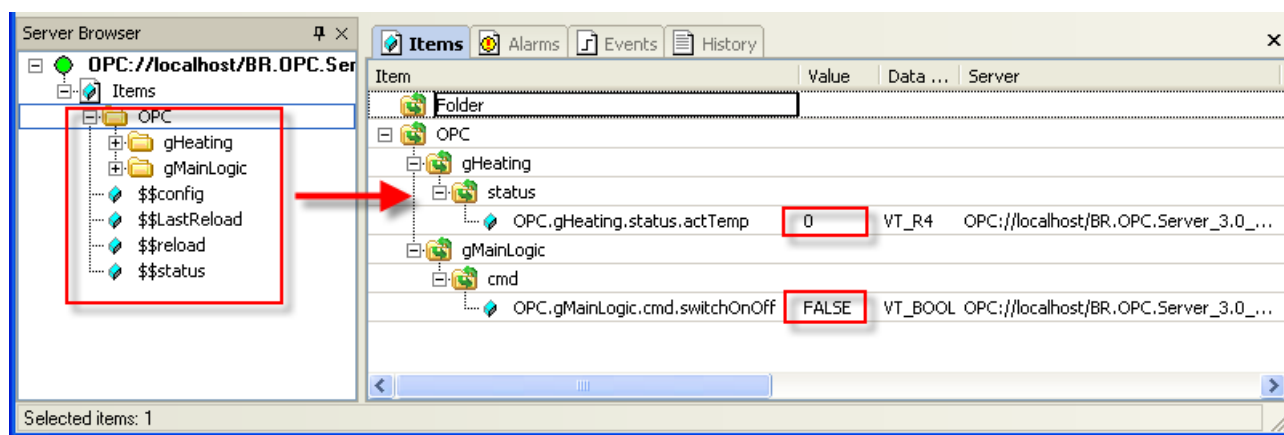 Server Browser
OPC://localhost/BR.OPC.Ser
Items
OPC
gHeating
gMainLogic
$$config
$$LastReload
$$reload
$$status
Items Alarms Events History
Item Value Data ... Server
Folder
OPC
gHeating
status
OPC.gHeating.status.actTemp 0 VT_R4 OPC://localhost/BR.OPC.Server_3.0_...
gMainLogic
cmd
OPC.gMainLogic.cmd.switchOnOff FALSE VT_BOOL OPC://localhost/BR.OPC.Server_3.0_...
Selected items: 1